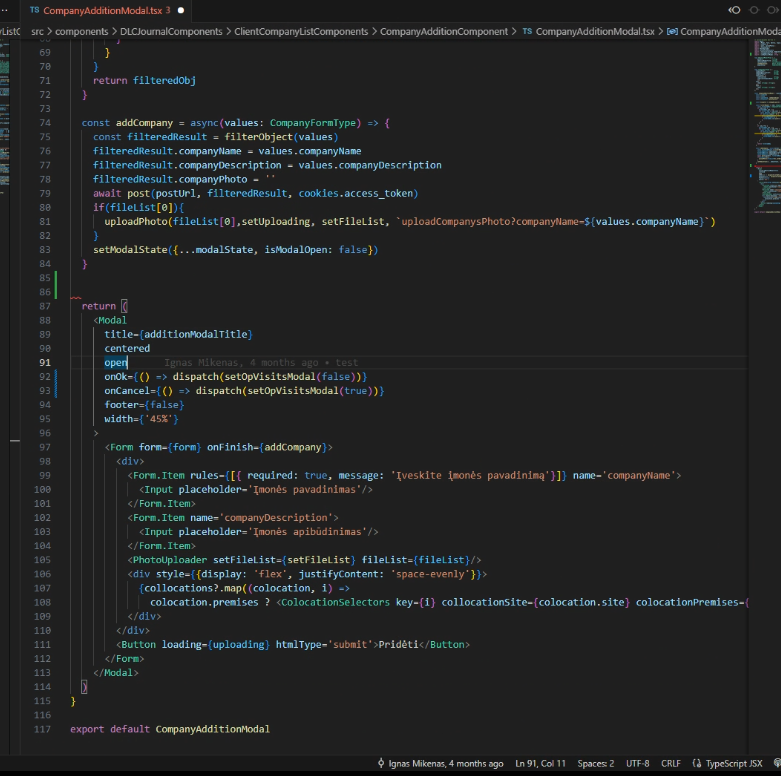 TS CompanyAdditionModal.tsx 3
src > components > DLCJournalComponents > ClientCompanyListComponents > CompanyAdditionComponent > TS CompanyAdditionModal.tsx > CompanyAdditionModa
69 }
70 }
71 return filteredObj
72 }
73
74 const addCompany = async(values: CompanyFormType) => {
75 const filteredResult = filterObject(values)
76 filteredResult.companyName = values.companyName
77 filteredResult.companyDescription = values.companyDescription
78 filteredResult.companyPhoto = ''
79 await post(postUrl, filteredResult, cookies.access_token)
80 if(fileList[0]){
81 uploadPhoto(fileList[0],setUploading, setFileList, `uploadCompanysPhoto?companyName=${values.companyName}`)
82 }
83 setModalState({...modalState, isModalOpen: false})
84 }
85
86
87 return (
88 <Modal
89 title={additionModalTitle}
90 centered
91 open Ignas Mikenas, 4 months ago • test
92 onOk={() => dispatch(setOpVisitsModal(false))}
93 onCancel={() => dispatch(setOpVisitsModal(true))}
94 footer={false}
95 width={'45%'}
96 >
97 <Form form={form} onFinish={addCompany}>
98 <div>
99 <Form.Item rules={[{ required: true, message: 'Įveskite įmonės pavadinimą'}]} name='companyName'>
100 <Input placeholder='Įmonės pavadinimas'/>
101 </Form.Item>
102 <Form.Item name='companyDescription'>
103 <Input placeholder='Įmonės apibūdinimas'/>
104 </Form.Item>
105 <PhotoUploader setFileList={setFileList} fileList={fileList}/>
106 <div style={{display: 'flex', justifyContent: 'space-evenly'}}>
107 {collocations?.map((colocation, i) =>
108 colocation.premises ? <ColocationSelectors key={i} collocationSite={colocation.site} colocationPremises={
109 </div>
110 </div>
111 <Button loading={uploading} htmlType='submit'>Pridėti</Button>
112 </Form>
113 </Modal>
114 )
115 }
116
117 export default CompanyAdditionModal
Ignas Mikenas, 4 months ago Ln 91, Col 11 Spaces: 2 UTF-8 CRLF {} TypeScript JSX